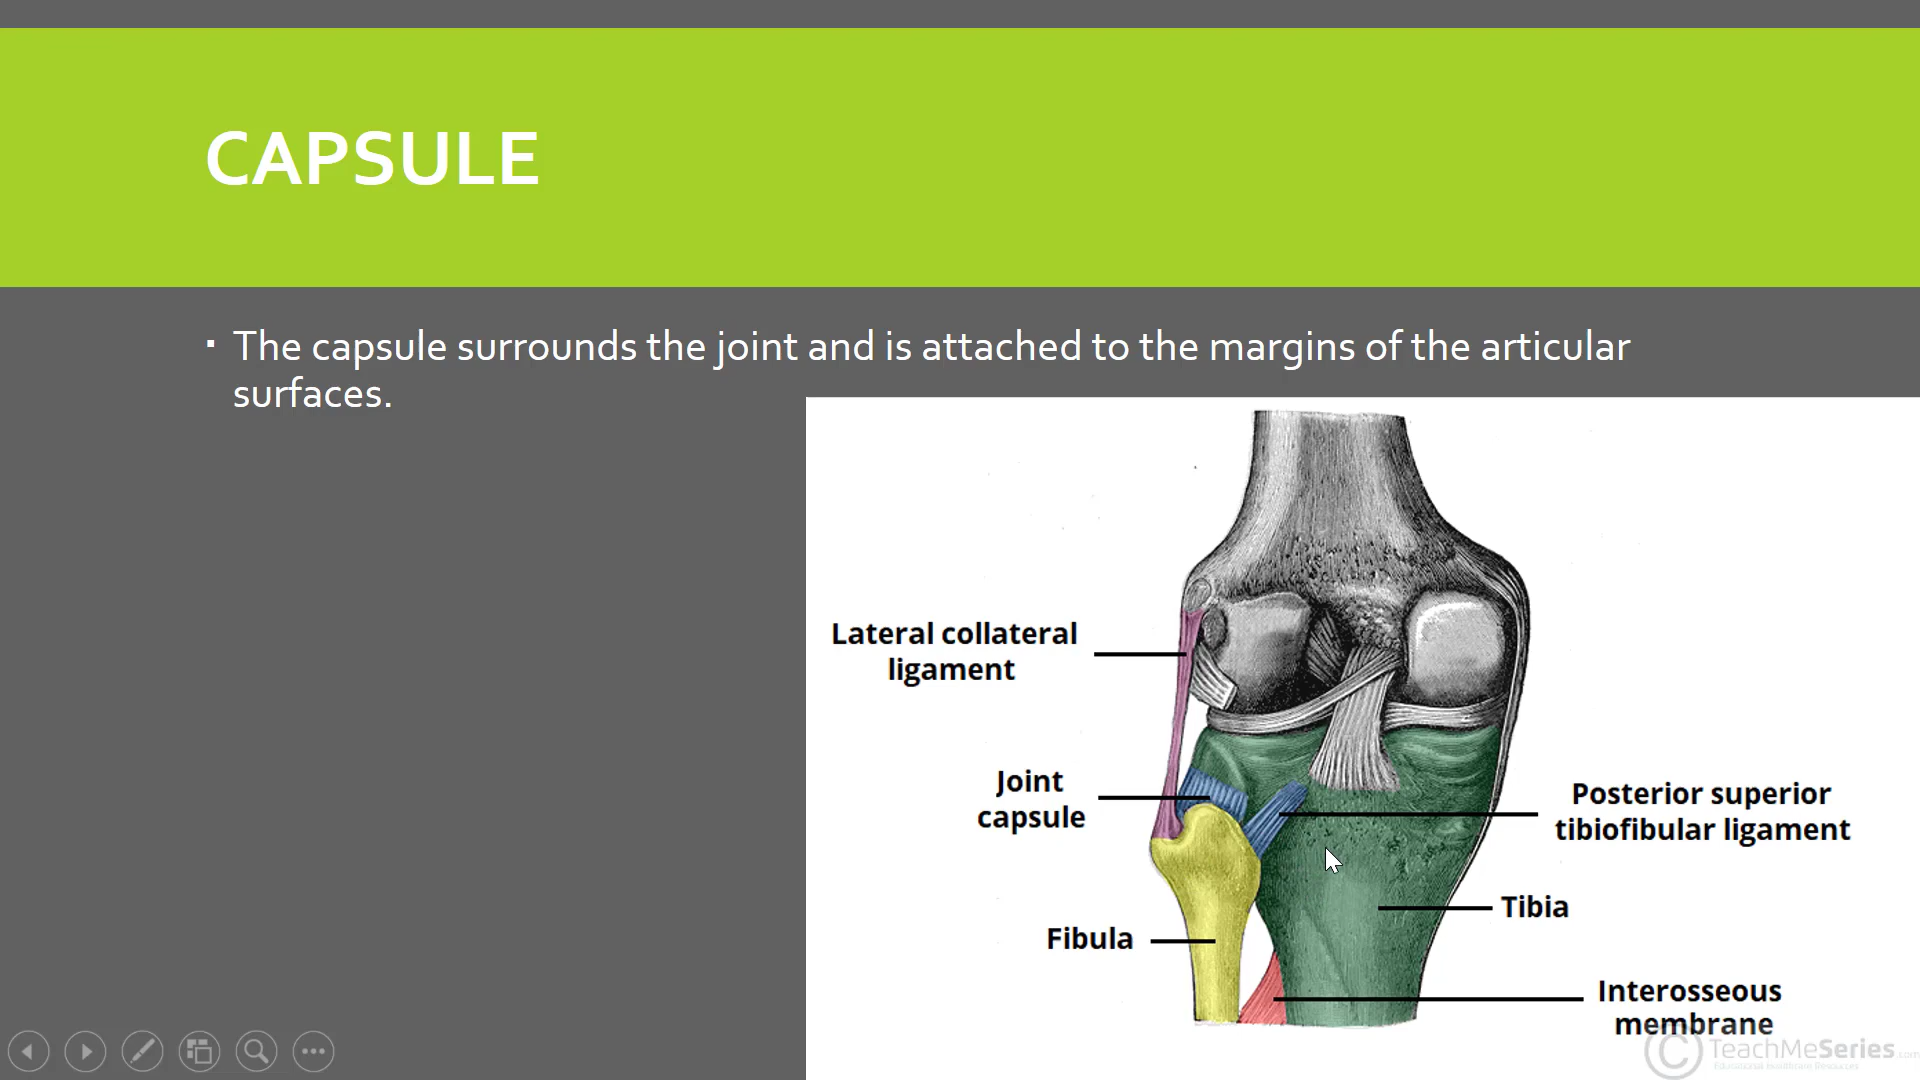 CAPSULE
▪ The capsule surrounds the joint and is attached to the margins of the articular
surfaces.
Lateral collateral
ligament
Joint
capsule
Posterior superior
tibiofibular ligament
Tibia
Fibula
Interosseous
membrane
© TeachMeSeries.com